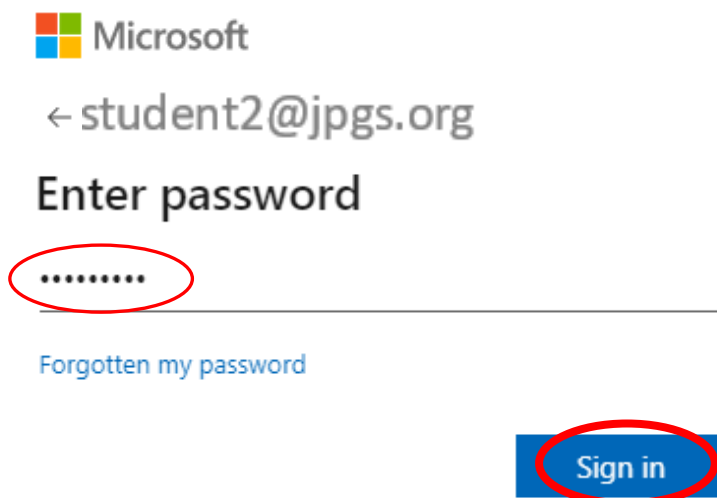 Microsoft
← student2@jpgs.org
Enter password
•••••••••
Forgotten my password
Sign in